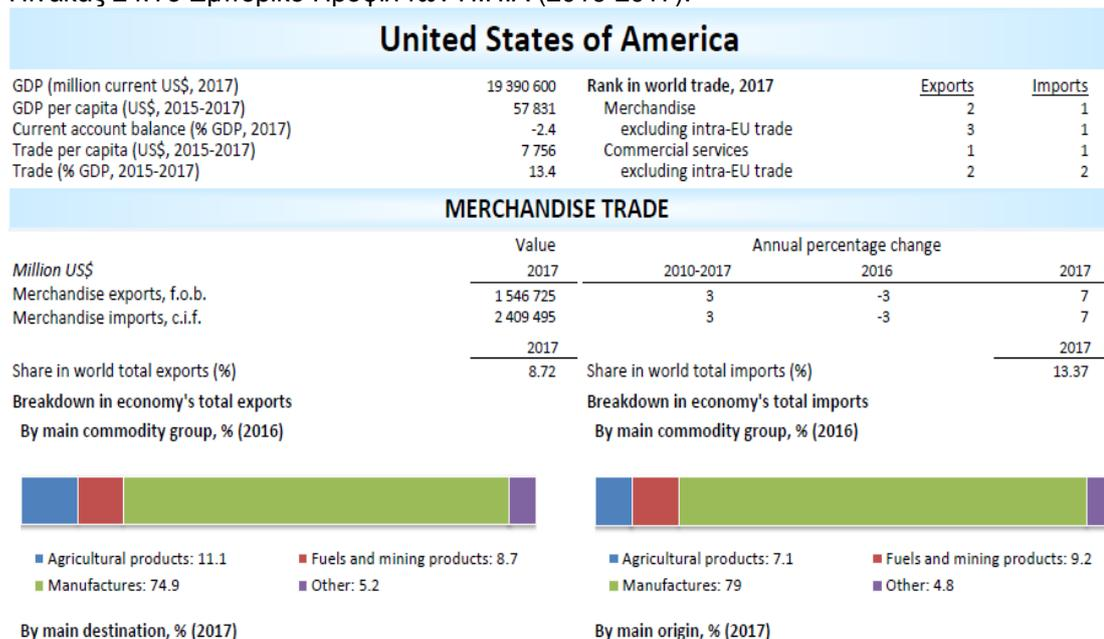 Πίνακας Εμπορικό Προφίλ των Η.Π.Α
United States of America
GDP (million current US$, 2017) 19 390 600 Rank in world trade, 2017 Exports Imports
GDP per capita (US$, 2015-2017) 57 831 Merchandise 2 1
Current account balance (% GDP, 2017) -2.4 excluding intra-EU trade 3 1
Trade per capita (US$, 2015-2017) 7 756 Commercial services 1 1
Trade (% GDP, 2015-2017) 13.4 excluding intra-EU trade 2 2
MERCHANDISE TRADE
Value Annual percentage change
Million US$ 2017 2010-2017 2016 2017
Merchandise exports, f.o.b. 1 546 725 3 -3 7
Merchandise imports, c.i.f. 2 409 495 3 -3 7
2017 2017
Share in world total exports (%) 8.72 Share in world total imports (%) 13.37
Breakdown in economy's total exports Breakdown in economy's total imports
By main commodity group, % (2016) By main commodity group, % (2016)
Agricultural products: 11.1 Fuels and mining products: 8.7 Agricultural products: 7.1 Fuels and mining products: 9.2
Manufactures: 74.9 Other: 5.2 Manufactures: 79 Other: 4.8
By main destination, % (2017) By main origin, % (2017)